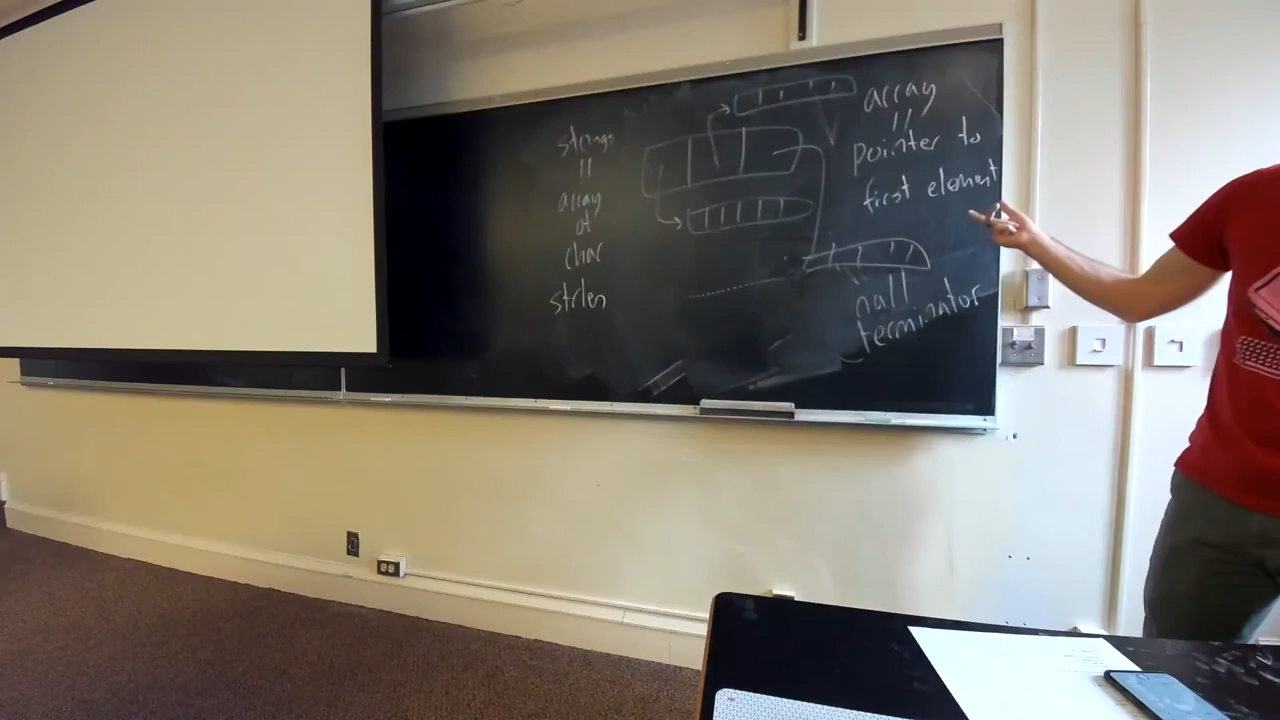 strings
||
array
of
char
strlen
array
||
pointer to
first element
null
terminator